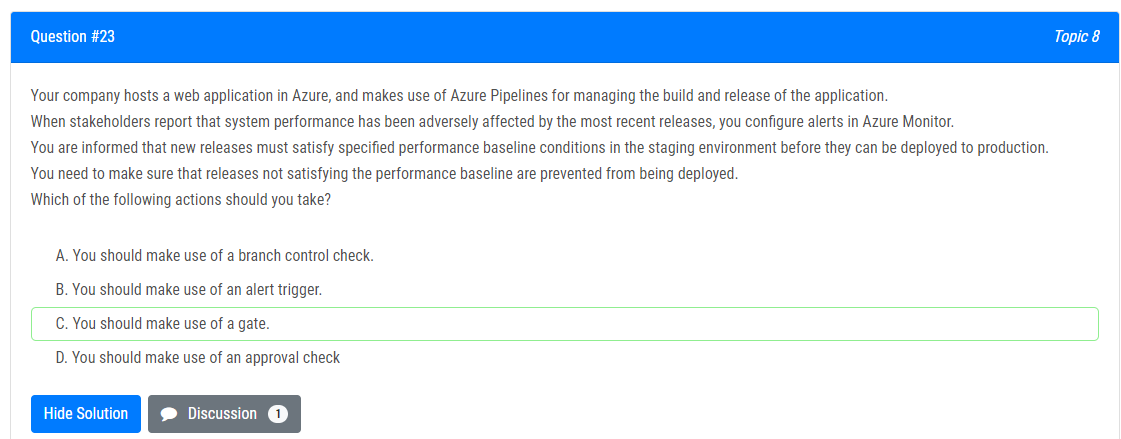 Question #23
Topic 8
Your company hosts a web application in Azure, and makes use of Azure Pipelines for managing the build and release of the application.
When stakeholders report that system performance has been adversely affected by the most recent releases, you configure alerts in Azure Monitor.
You are informed that new releases must satisfy specified performance baseline conditions in the staging environment before they can be deployed to production.
You need to make sure that releases not satisfying the performance baseline are prevented from being deployed.
Which of the following actions should you take?
A. You should make use of a branch control check.
B. You should make use of an alert trigger.
C. You should make use of a gate.
D. You should make use of an approval check
Hide Solution
Discussion 1